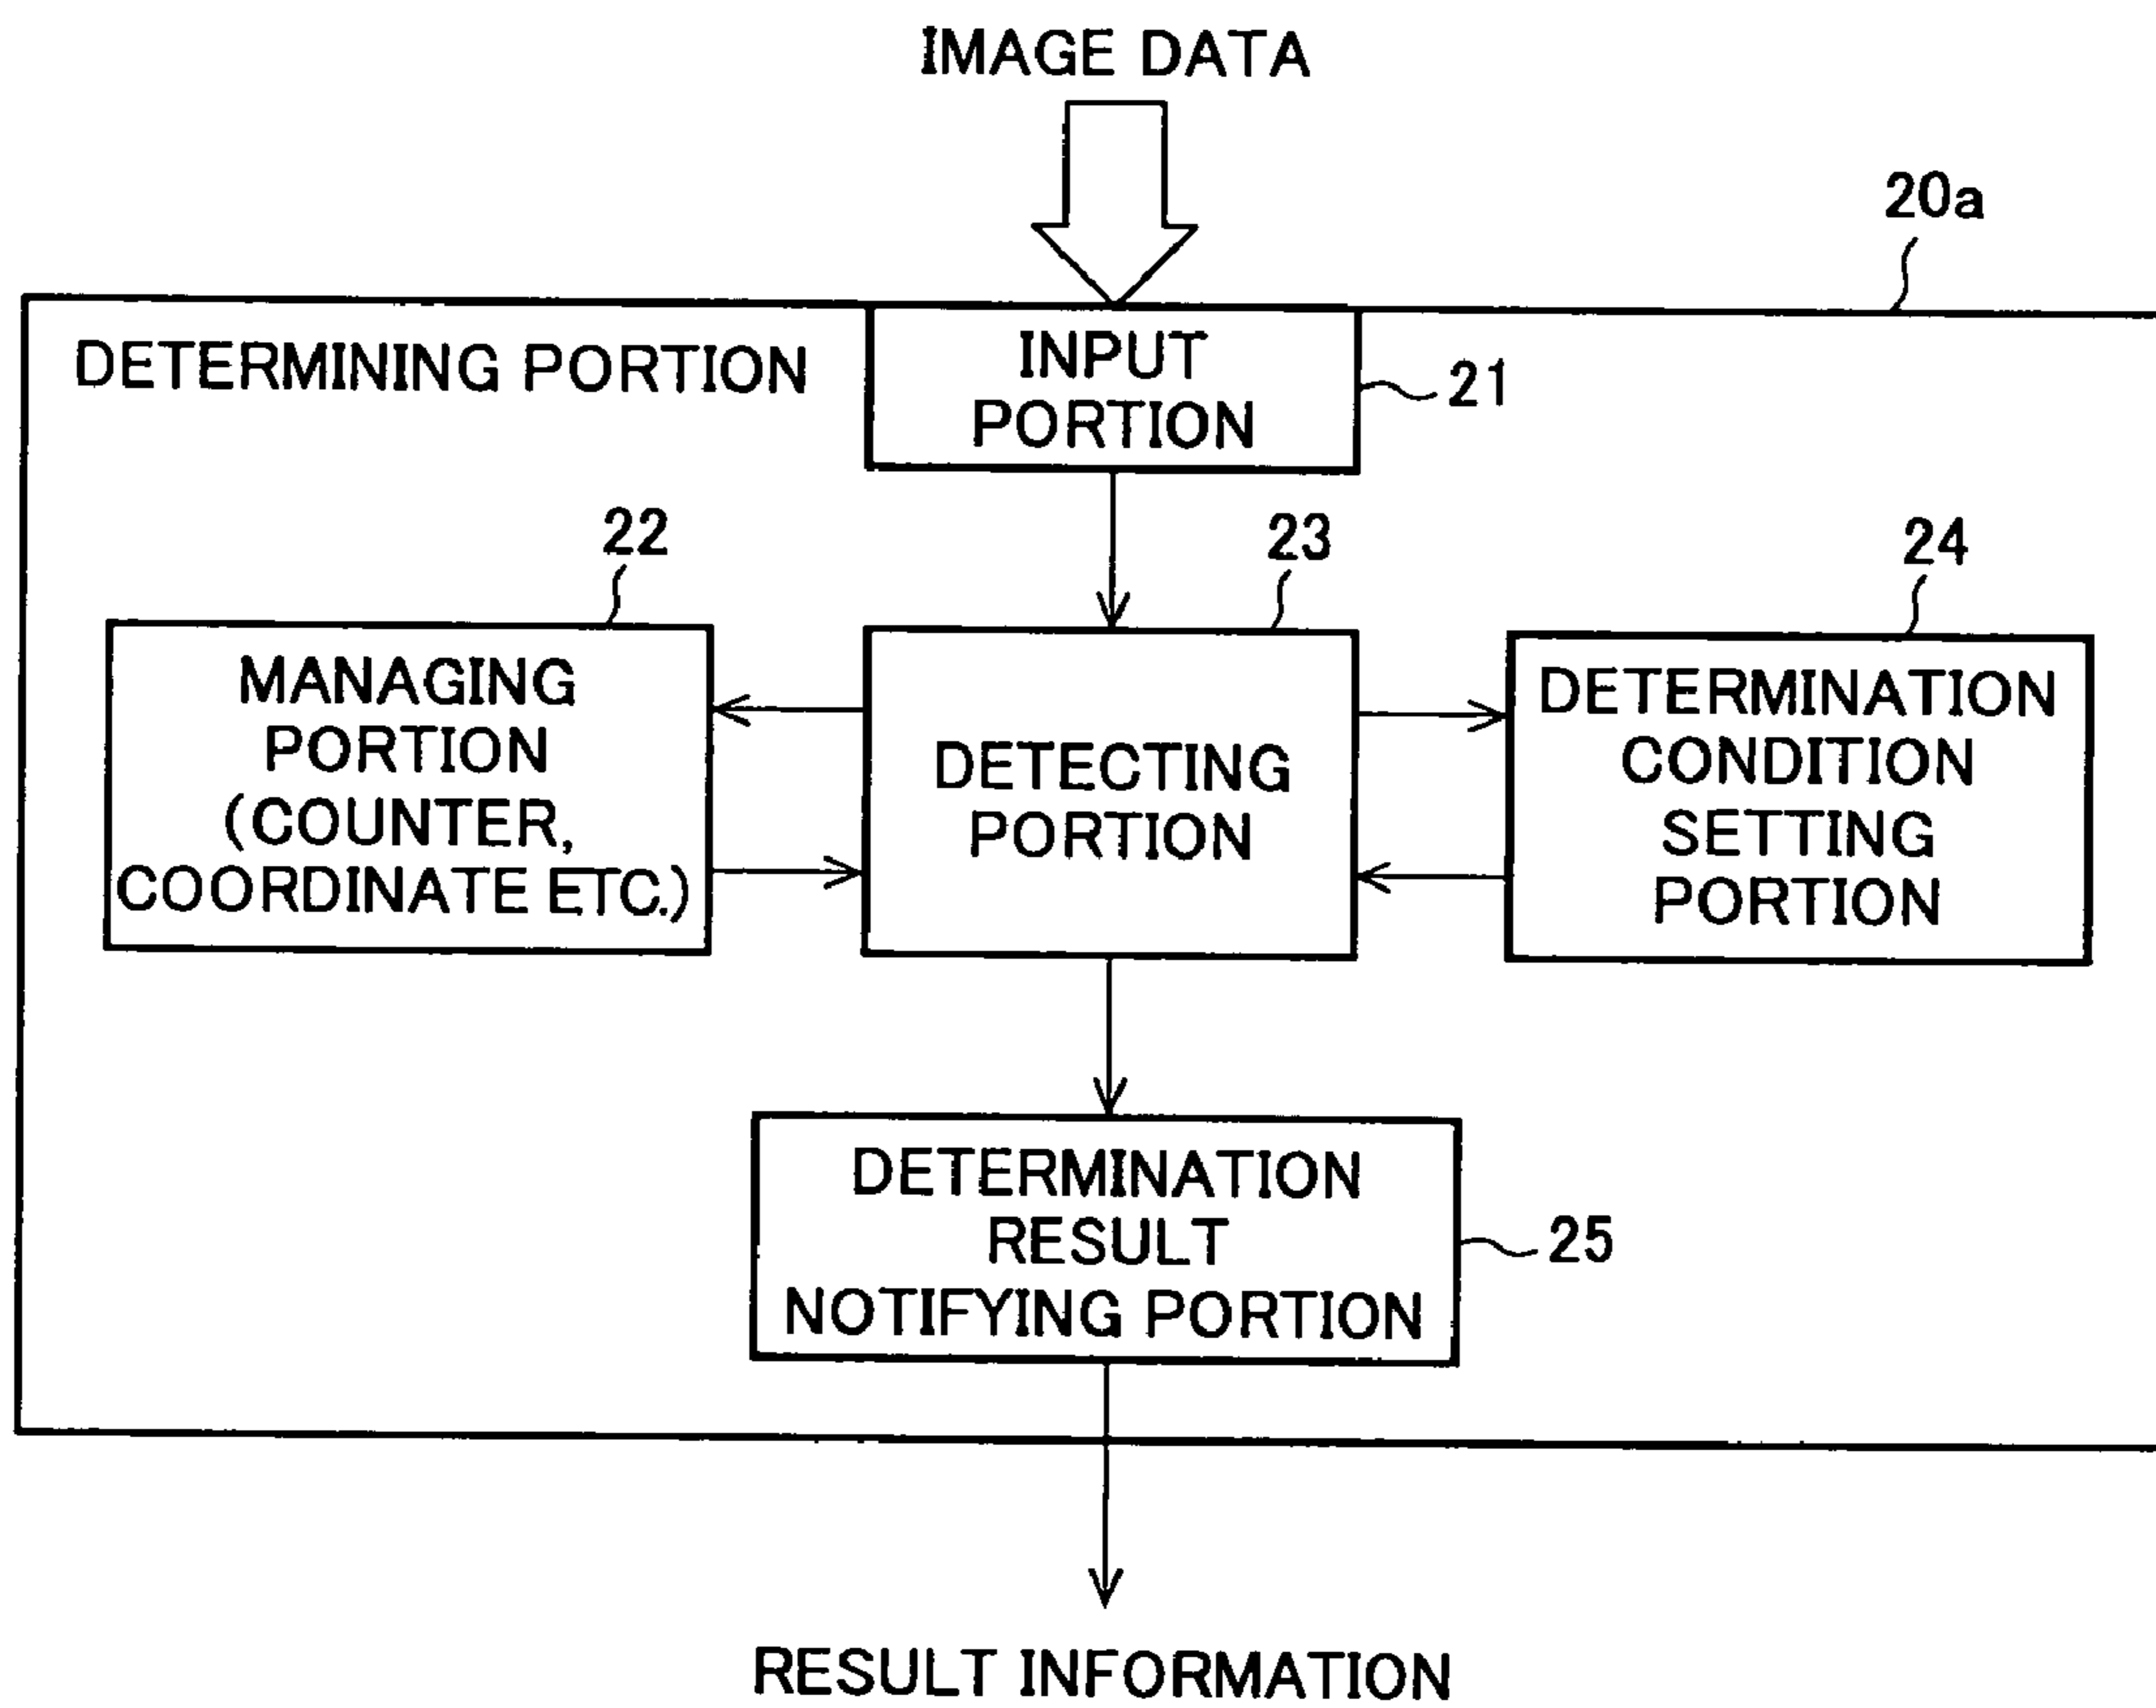 IMAGE DATA
20a
DETERMINING PORTION
INPUT
PORTION
21
22
23
24
MANAGING
PORTION
(COUNTER,
COORDINATE ETC.)
DETECTING
PORTION
DETERMINATION
CONDITION
SETTING
PORTION
DETERMINATION
RESULT
NOTIFYING PORTION
25
RESULT INFORMATION